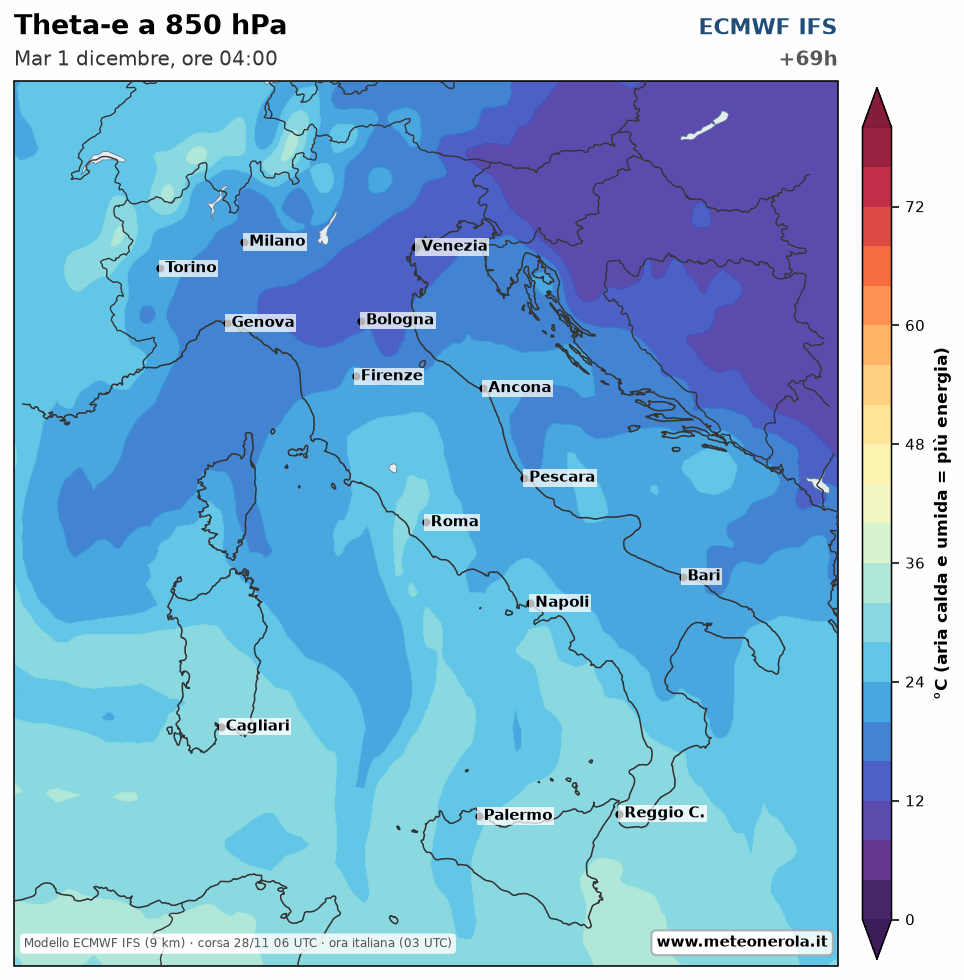 Theta-e a 850 hPa
ECMWF IFS
Mar 1 dicembre, ore 04:00
+69h
Milano
Venezia
Torino
Genova
Bologna
Firenze
Ancona
Pescara
Roma
Bari
Napoli
Cagliari
Palermo
Reggio C.
72
60
48
36
24
12
0
°C (aria calda e umida = più energia)
Modello ECMWF IFS (9 km) · corsa 28/11 06 UTC · ora italiana (03 UTC)
www.meteonerola.it